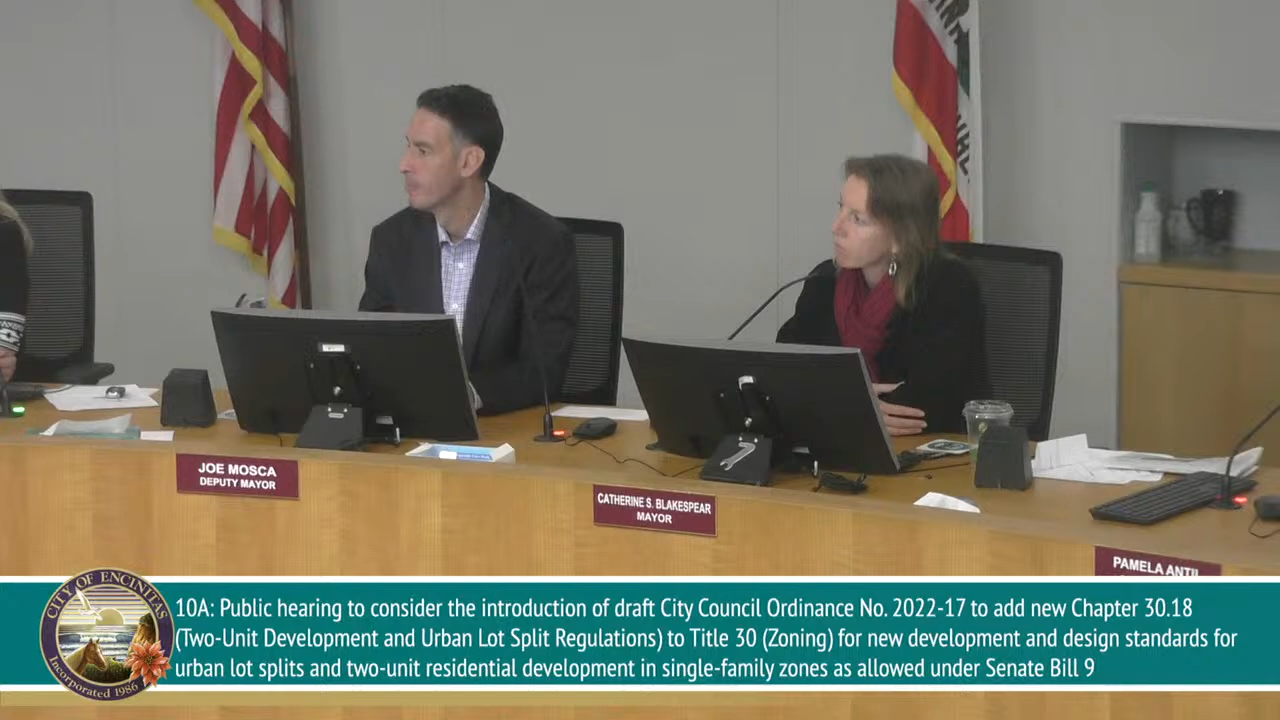 JOE MOSCA
DEPUTY MAYOR
CATHERINE S. BLAKESPEAR
MAYOR
PAMELA ANTIL
CITY OF ENCINITAS
Incorporated 1986
10A: Public hearing to consider the introduction of draft City Council Ordinance No. 2022-17 to add new Chapter 30.18
(Two-Unit Development and Urban Lot Split Regulations) to Title 30 (Zoning) for new development and design standards for
urban lot splits and two-unit residential development in single-family zones as allowed under Senate Bill 9